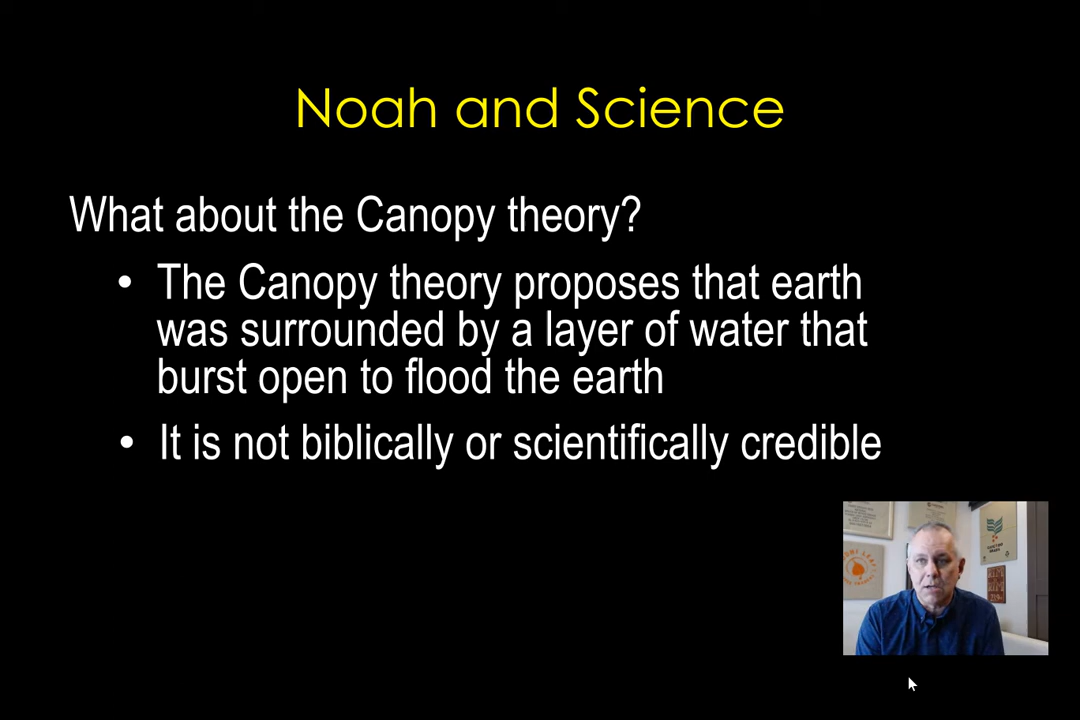 Noah and Science
What about the Canopy theory?
• The Canopy theory proposes that earth
was surrounded by a layer of water that
burst open to flood the earth
• It is not biblically or scientifically credible